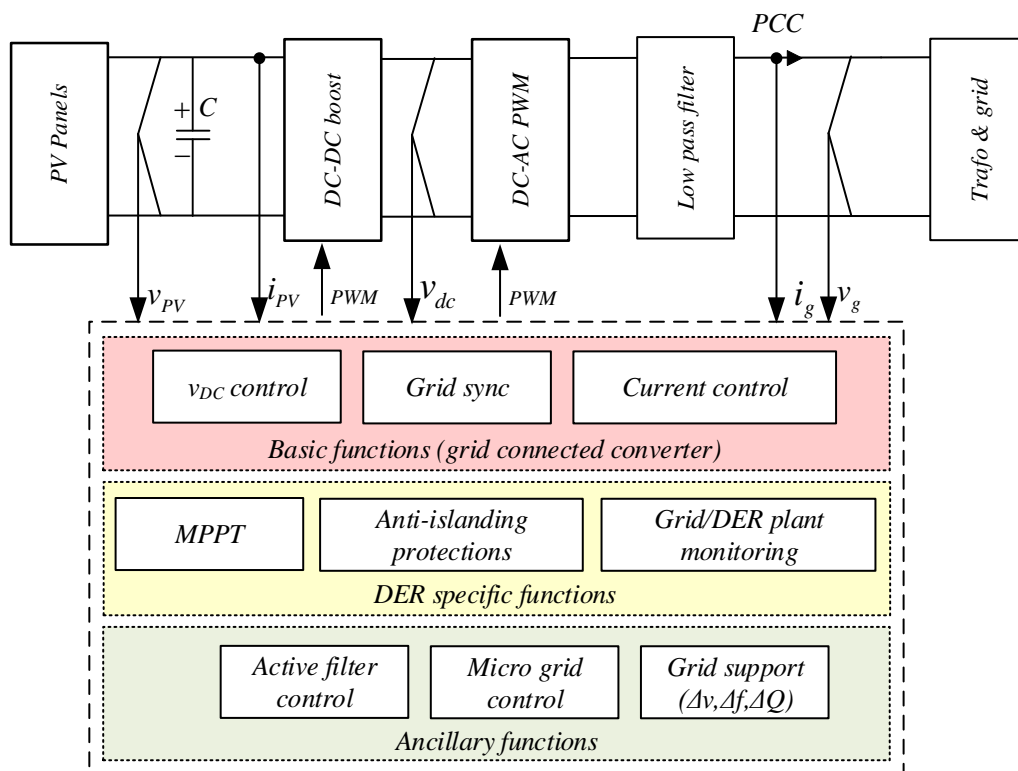 PCC
PV Panels
+ C
−
DC-DC boost
DC-AC PWM
Low pass filter
Trafo & grid
v_PV
i_PV
PWM
v_dc
PWM
i_g
v_g
v_DC control
Grid sync
Current control
Basic functions (grid connected converter)
MPPT
Anti-islanding
protections
Grid/DER plant
monitoring
DER specific functions
Active filter
control
Micro grid
control
Grid support
(Δv,Δf,ΔQ)
Ancillary functions